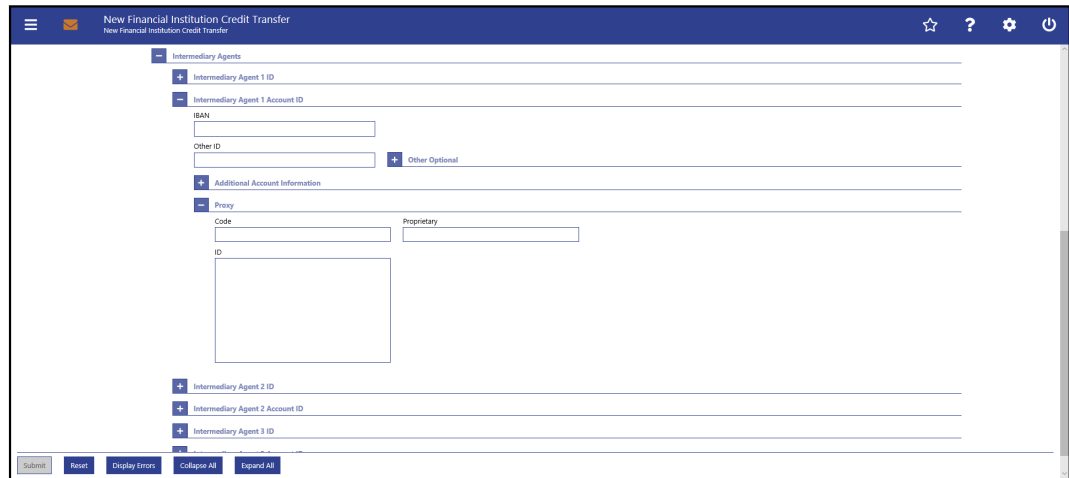 New Financial Institution Credit Transfer
New Financial Institution Credit Transfer
Intermediary Agents
Intermediary Agent 1 ID
Intermediary Agent 1 Account ID
IBAN
Other ID
Other Optional
Additional Account Information
Proxy
Code Proprietary
ID
Intermediary Agent 2 ID
Intermediary Agent 2 Account ID
Intermediary Agent 3 ID
Submit Reset Display Errors Collapse All Expand All